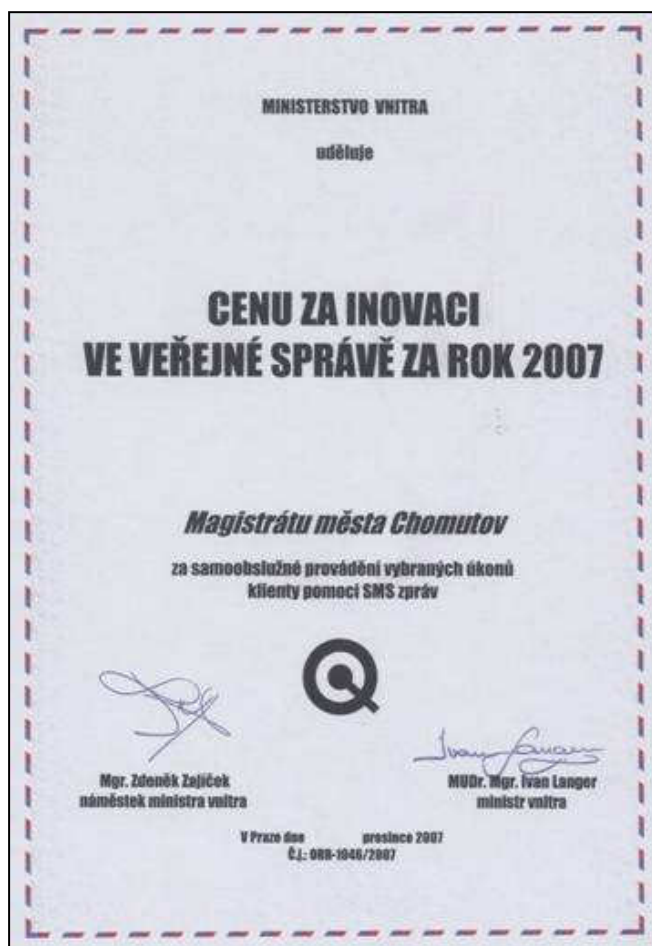 MINISTERSTVO VNITRA
uděluje
CENU ZA INOVACI
VE VEŘEJNÉ SPRÁVĚ ZA ROK 2007
Magistrátu města Chomutov
za samoobslužné provádění vybraných úkonů
klienty pomocí SMS zpráv
Mgr. Zdeněk Zajíček
náměstek ministra vnitra
MUDr. Mgr. Ivan Langer
ministr vnitra
V Praze dne prosince 2007
Č.j.: ORR-1046/2007